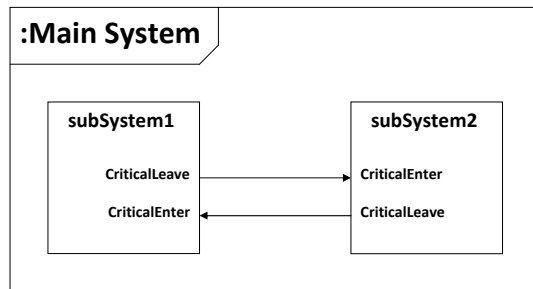 :Main System
subSystem1
CriticalLeave
CriticalEnter
subSystem2
CriticalEnter
CriticalLeave